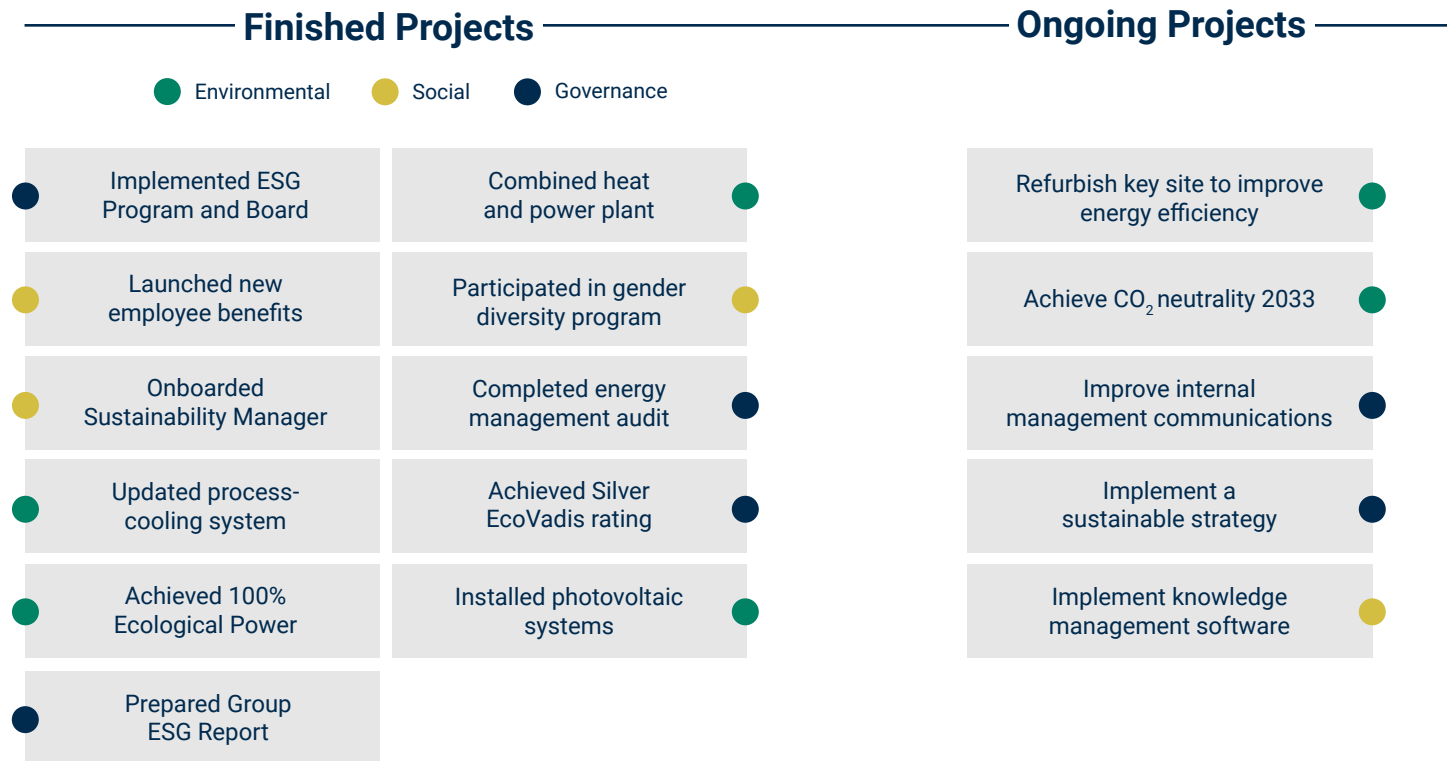 Finished Projects
Ongoing Projects
Environmental
Social
Governance
Implemented ESG
Program and Board
Combined heat
and power plant
Refurbish key site to improve
energy efficiency
Launched new
employee benefits
Participated in gender
diversity program
Achieve CO₂ neutrality 2033
Onboarded
Sustainability Manager
Completed energy
management audit
Improve internal
management communications
Updated process-
cooling system
Achieved Silver
EcoVadis rating
Implement a
sustainable strategy
Achieved 100%
Ecological Power
Installed photovoltaic
systems
Implement knowledge
management software
Prepared Group
ESG Report